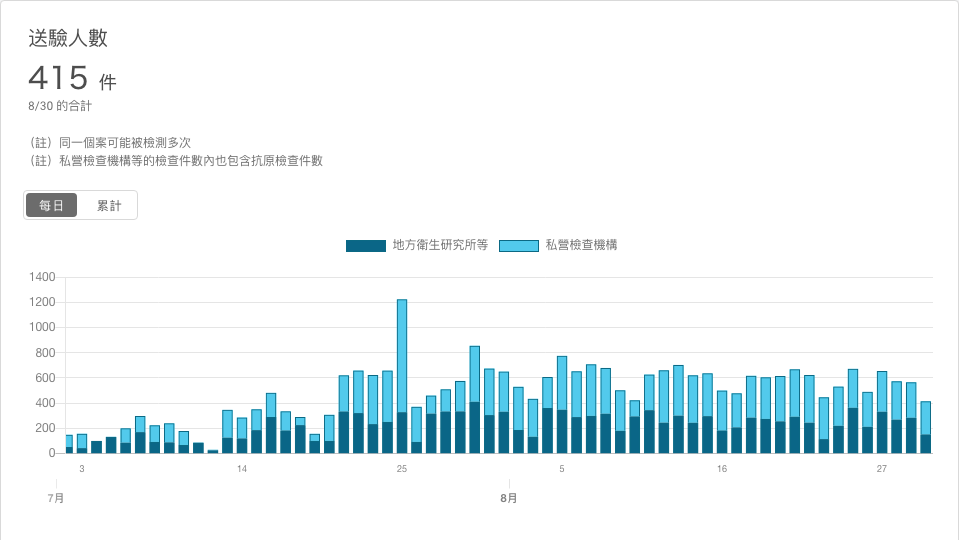 送驗人數
415 件
8/30 的合計
（註）同一個案可能被檢測多次
（註）私營檢查機構等的檢查件數內也包含抗原檢查件數
每日 累計
地方衛生研究所等 私營檢查機構
1400
1200
1000
800
600
400
200
0
3 14 25 5 16 27
7月 8月